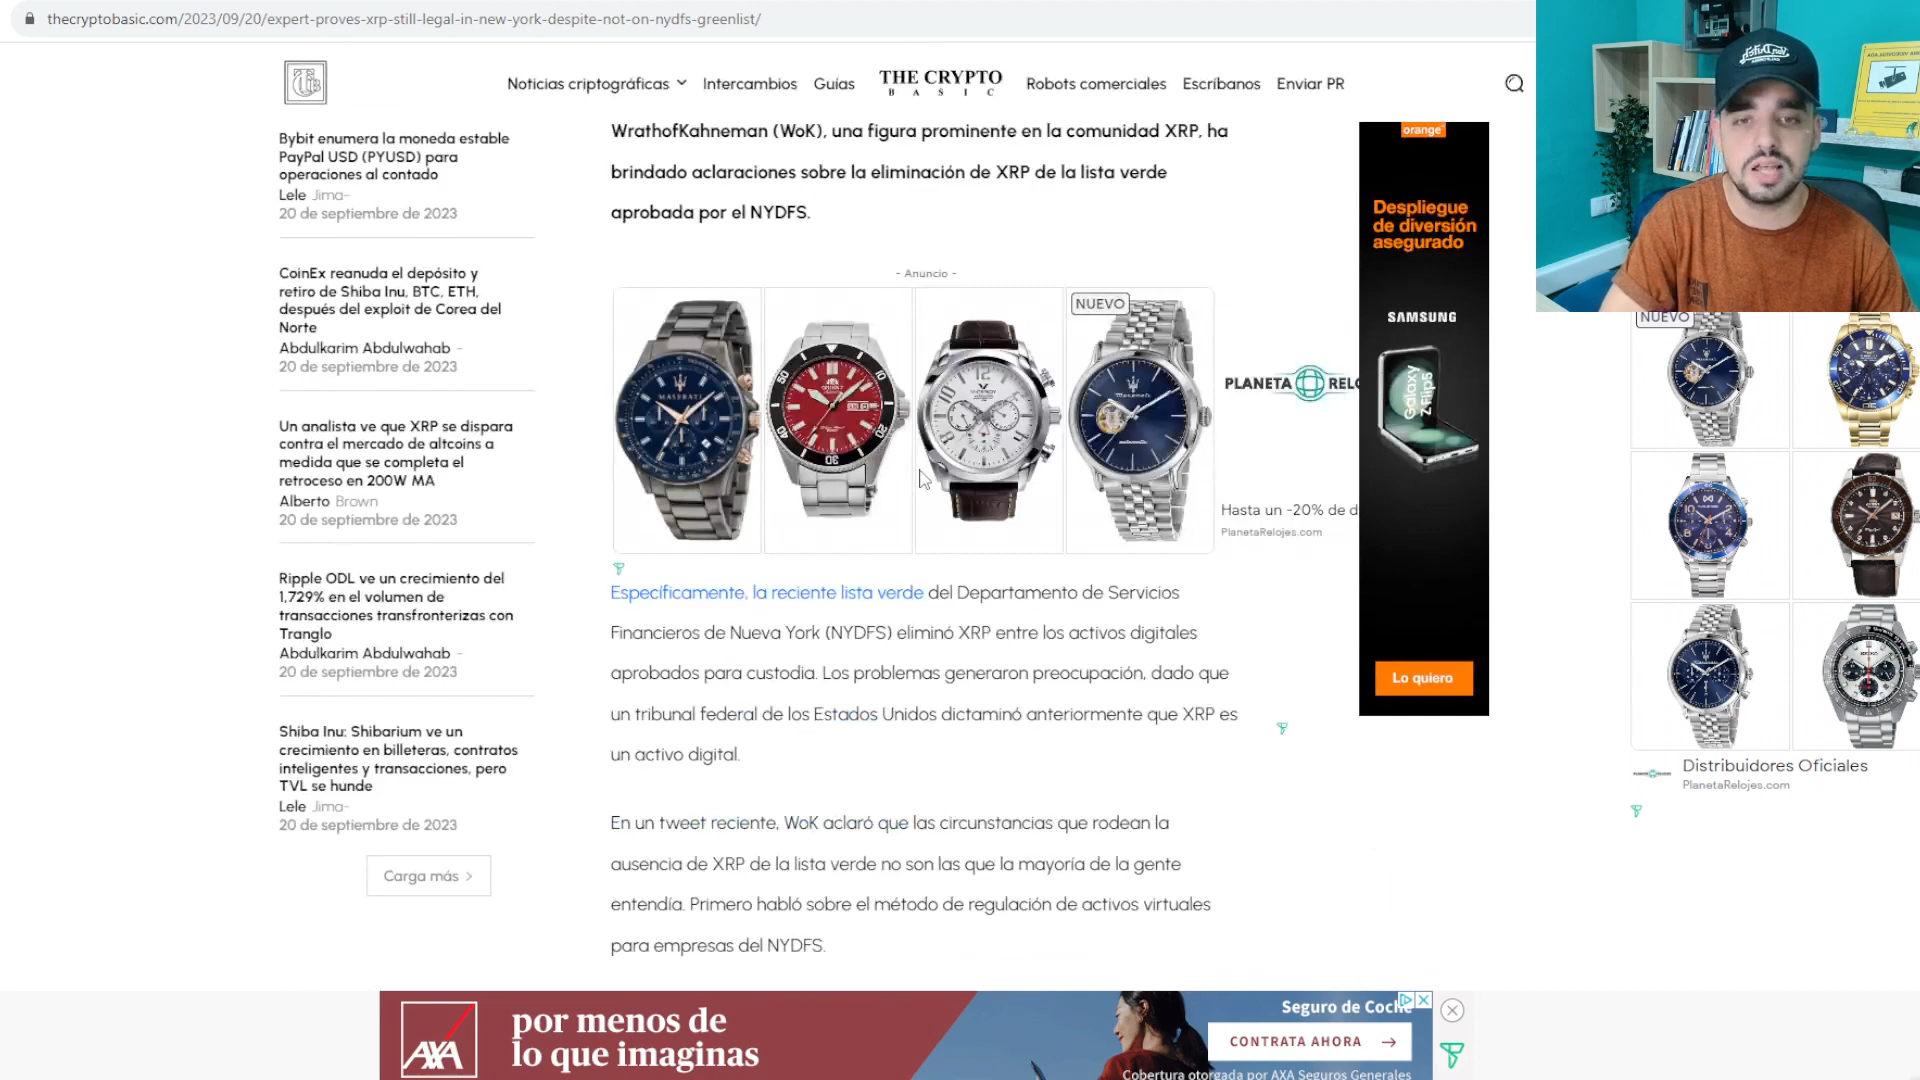 thecryptobasic.com/2023/09/20/expert-proves-xrp-still-legal-in-new-york-despite-not-on-nydfs-greenlist/
Noticias criptográficas
Intercambios
Guías
THE CRYPTO
BASIC
Robots comerciales
Escríbanos
Enviar PR
Bybit enumera la moneda estable
PayPal USD (PYUSD) para
operaciones al contado
Lele Jima-
20 de septiembre de 2023
CoinEx reanuda el depósito y
retiro de Shiba Inu, BTC, ETH,
después del exploit de Corea del
Norte
Abdulkarim Abdulwahab -
20 de septiembre de 2023
Un analista ve que XRP se dispara
contra el mercado de altcoins a
medida que se completa el
retroceso en 200W MA
Alberto Brown
20 de septiembre de 2023
Ripple ODL ve un crecimiento del
1,729% en el volumen de
transacciones transfronterizas con
Tranglo
Abdulkarim Abdulwahab -
20 de septiembre de 2023
Shiba Inu: Shibarium ve un
crecimiento en billeteras, contratos
inteligentes y transacciones, pero
TVL se hunde
Lele Jima-
20 de septiembre de 2023
Carga más >
WrathofKahneman (WoK), una figura prominente en la comunidad XRP, ha
brindado aclaraciones sobre la eliminación de XRP de la lista verde
aprobada por el NYDFS.
- Anuncio -
NUEVO
MASERATI
PLANETA RELO
Hasta un -20% de d
PlanetaRelojes.com
Específicamente, la reciente lista verde del Departamento de Servicios
Financieros de Nueva York (NYDFS) eliminó XRP entre los activos digitales
aprobados para custodia. Los problemas generaron preocupación, dado que
un tribunal federal de los Estados Unidos dictaminó anteriormente que XRP es
un activo digital.
En un tweet reciente, WoK aclaró que las circunstancias que rodean la
ausencia de XRP de la lista verde no son las que la mayoría de la gente
entendía. Primero habló sobre el método de regulación de activos virtuales
para empresas del NYDFS.
orange
Despliegue
de diversión
asegurado
SAMSUNG
Galaxy
Z Flip5
Lo quiero
Von Dutch
NUEVO
Distribuidores Oficiales
PlanetaRelojes.com
AXA
por menos de
lo que imaginas
Seguro de Coche
CONTRATA AHORA →
Cobertura otorgada por AXA Seguros Generales